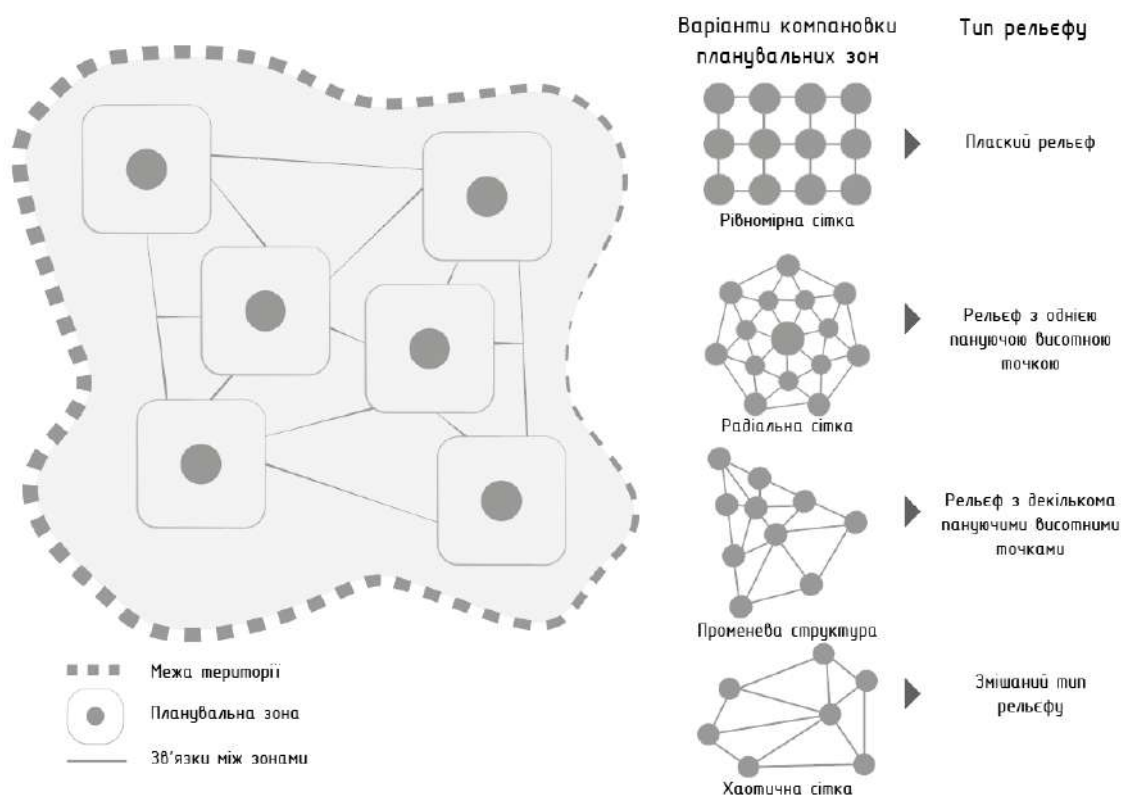 Варіанти компановки
планувальних зон
Тип рельєфу
Плаский рельєф
Рівномірна сітка
Рельєф з однією
пануючою висотною
точкою
Радіальна сітка
Рельєф з декількома
пануючими висотними
точками
Променева структура
Межа території
Планувальна зона
Зв'язки між зонами
Змішаний тип
рельєфу
Хаотична сітка